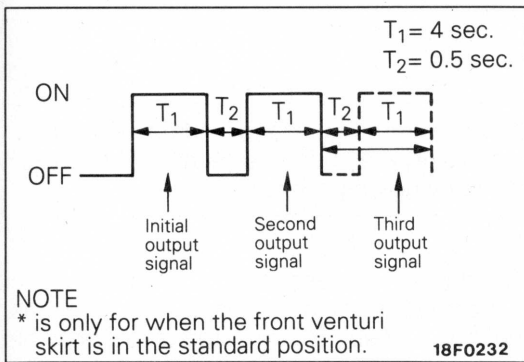 T1= 4 sec.
T2= 0.5 sec.
ON
T1 T2 T1 T2 T1
OFF
Initial output signal
Second output signal
Third output signal
NOTE
* is only for when the front venturi
skirt is in the standard position.
18F0232